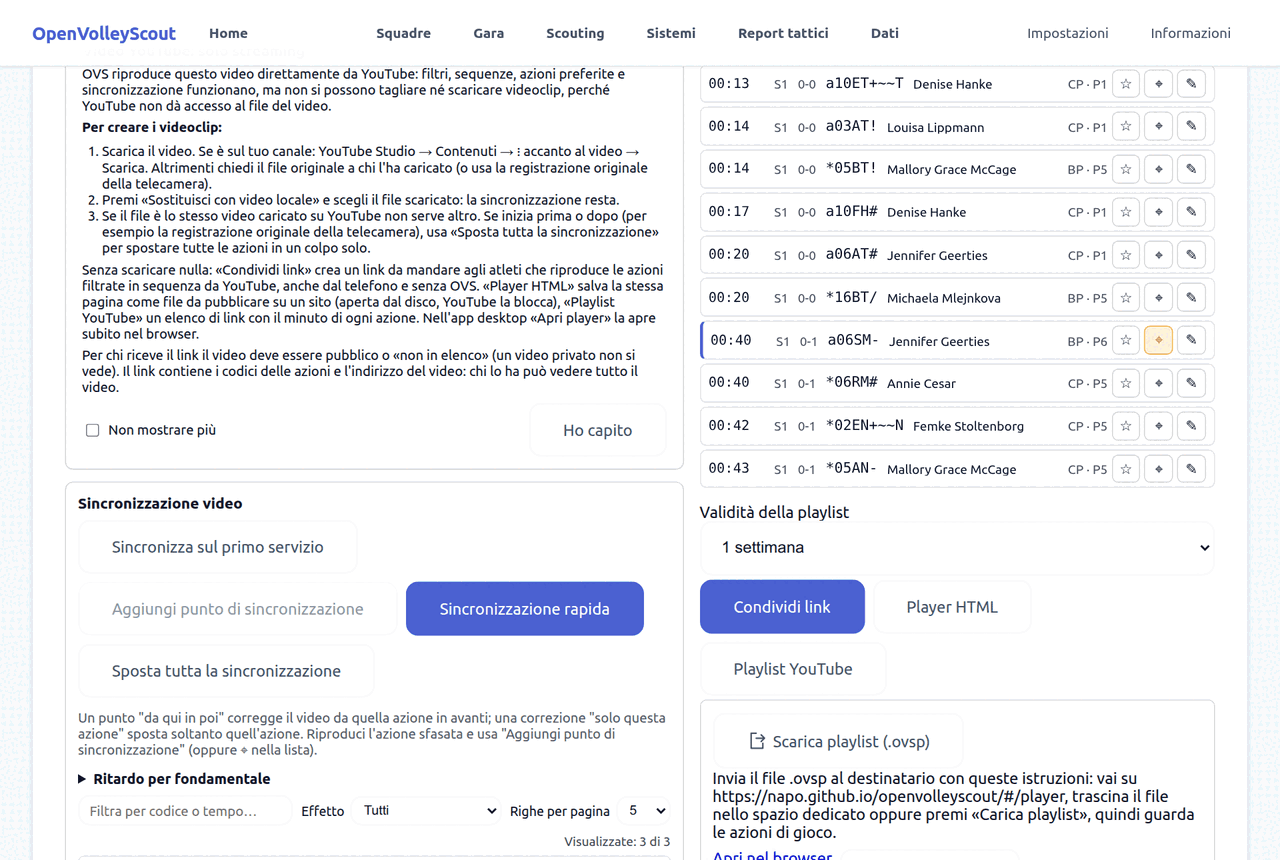 OpenVolleyScout Home Squadre Gara Scouting Sistemi Report tattici Dati Impostazioni Informazioni
OVS riproduce questo video direttamente da YouTube: filtri, sequenze, azioni preferite e
sincronizzazione funzionano, ma non si possono tagliare né scaricare videoclip, perché
YouTube non dà accesso al file del video.
Per creare i videoclip:
1. Scarica il video. Se è sul tuo canale: YouTube Studio → Contenuti → ⋮ accanto al video →
Scarica. Altrimenti chiedi il file originale a chi l'ha caricato (o usa la registrazione originale
della telecamera).
2. Premi «Sostituisci con video locale» e scegli il file scaricato: la sincronizzazione resta.
3. Se il file è lo stesso video caricato su YouTube non serve altro. Se inizia prima o dopo (per
esempio la registrazione originale della telecamera), usa «Sposta tutta la sincronizzazione»
per spostare tutte le azioni in un colpo solo.
Senza scaricare nulla: «Condividi link» crea un link da mandare agli atleti che riproduce le azioni
filtrate in sequenza da YouTube, anche dal telefono e senza OVS. «Player HTML» salva la stessa
pagina come file da pubblicare su un sito (aperta dal disco, YouTube la blocca), «Playlist
YouTube» un elenco di link con il minuto di ogni azione. Nell'app desktop «Apri player» la apre
subito nel browser.
Per chi riceve il link il video deve essere pubblico o «non in elenco» (un video privato non si
vede). Il link contiene i codici delle azioni e l'indirizzo del video: chi lo ha può vedere tutto il
video.
Non mostrare più
Ho capito
Sincronizzazione video
Sincronizza sul primo servizio
Aggiungi punto di sincronizzazione
Sincronizzazione rapida
Sposta tutta la sincronizzazione
Un punto "da qui in poi" corregge il video da quella azione in avanti; una correzione "solo questa
azione" sposta soltanto quell'azione. Riproduci l'azione sfasata e usa "Aggiungi punto di
sincronizzazione" (oppure ⌖ nella lista).
▶ Ritardo per fondamentale
Filtra per codice o tempo… Effetto Tutti Righe per pagina 5
Visualizzate: 3 di 3
00:13 S1 0-0 a10ET+~~T Denise Hanke CP · P1 ☆ ⌖ ✎
00:14 S1 0-0 a03AT! Louisa Lippmann CP · P1 ☆ ⌖ ✎
00:14 S1 0-0 *05BT! Mallory Grace McCage BP · P5 ☆ ⌖ ✎
00:17 S1 0-0 a10FH# Denise Hanke CP · P1 ☆ ⌖ ✎
00:20 S1 0-0 a06AT# Jennifer Geerties CP · P1 ☆ ⌖ ✎
00:20 S1 0-0 *16BT/ Michaela Mlejnkova BP · P5 ☆ ⌖ ✎
00:40 S1 0-1 a06SM- Jennifer Geerties BP · P6 ☆ ⌖ ✎
00:40 S1 0-1 *06RM# Annie Cesar CP · P5 ☆ ⌖ ✎
00:42 S1 0-1 *02EN+~~N Femke Stoltenborg CP · P5 ☆ ⌖ ✎
00:43 S1 0-1 *05AN- Mallory Grace McCage CP · P5 ☆ ⌖ ✎
Validità della playlist
1 settimana
Condividi link
Player HTML
Playlist YouTube
Scarica playlist (.ovsp)
Invia il file .ovsp al destinatario con queste istruzioni: vai su
https://napo.github.io/openvolleyscout/#/player, trascina il file
nello spazio dedicato oppure premi «Carica playlist», quindi guarda
le azioni di gioco.
Apri nel browser